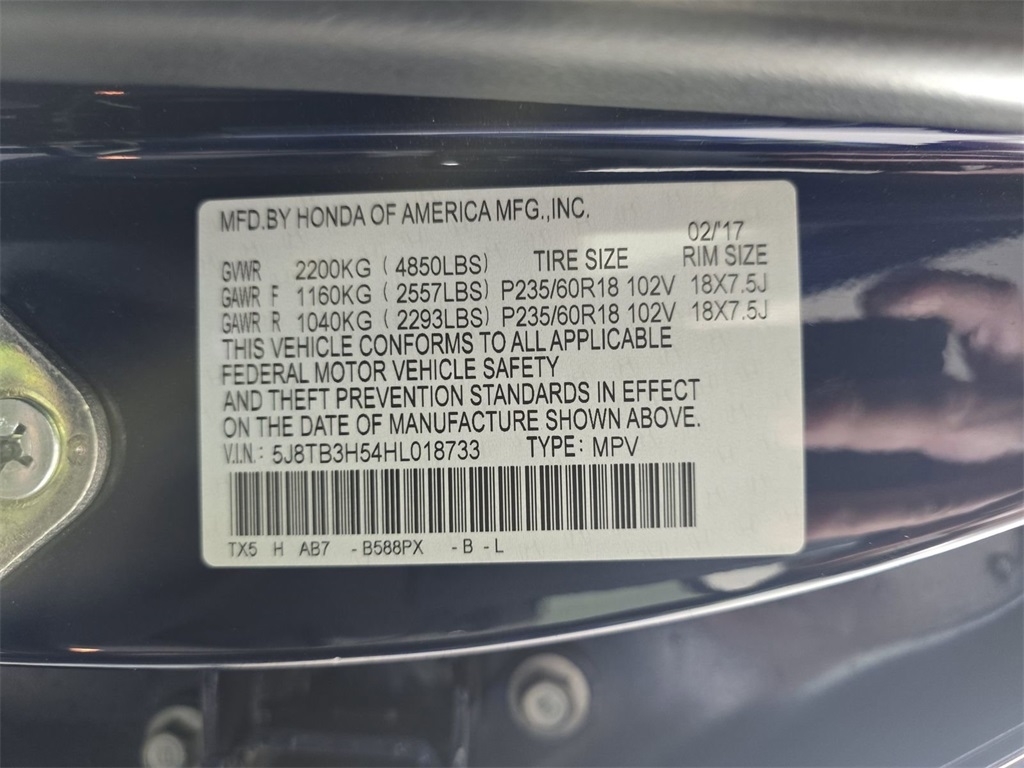 MFD.BY HONDA OF AMERICA MFG.,INC.
02/'17
GVWR 2200KG ( 4850LBS) TIRE SIZE RIM SIZE
GAWR F 1160KG ( 2557LBS) P235/60R18 102V 18X7.5J
GAWR R 1040KG ( 2293LBS) P235/60R18 102V 18X7.5J
THIS VEHICLE CONFORMS TO ALL APPLICABLE
FEDERAL MOTOR VEHICLE SAFETY
AND THEFT PREVENTION STANDARDS IN EFFECT
ON THE DATE OF MANUFACTURE SHOWN ABOVE.
V.I.N.: 5J8TB3H54HL018733 TYPE: MPV
TX5 H AB7 -B588PX -B -L